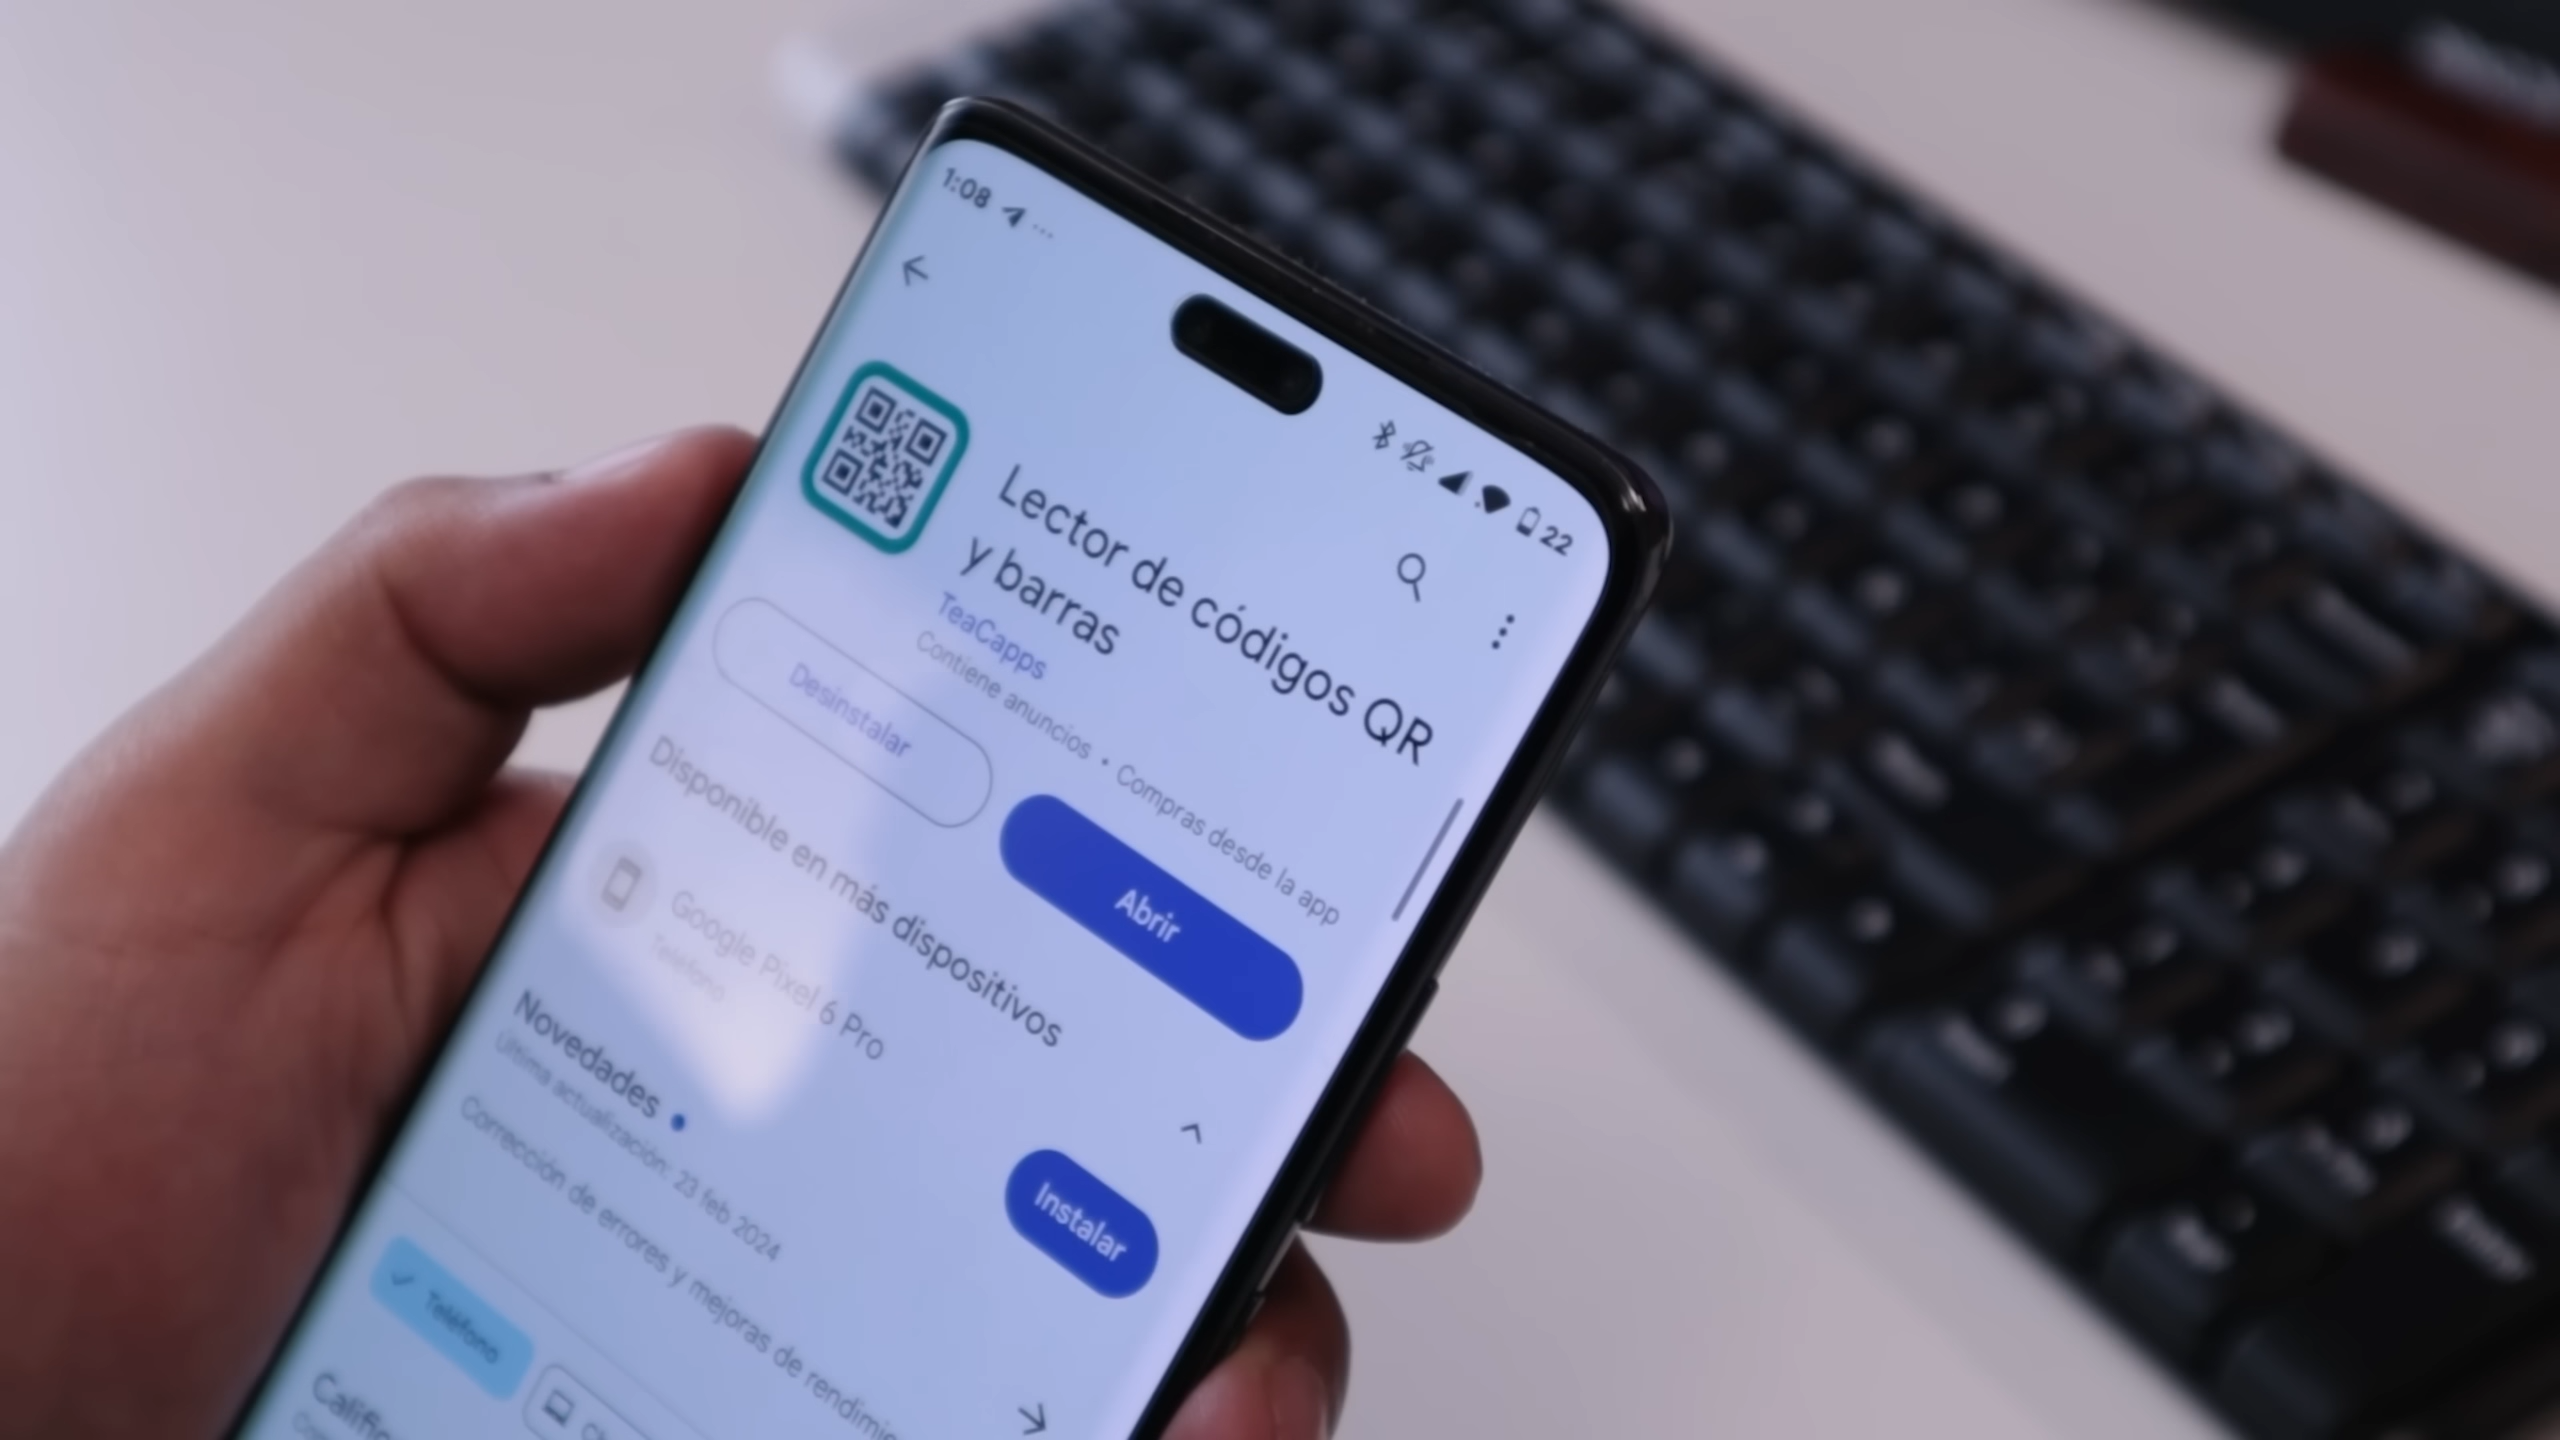 1:08
22
Lector de códigos QR
y barras
TeaCapps
Contiene anuncios • Compras desde la app
Desinstalar
Abrir
Disponible en más dispositivos
Google Pixel 6 Pro
Teléfono
Instalar
Novedades
Última actualización: 23 feb 2024
Corrección de errores y mejoras de
Teléfono